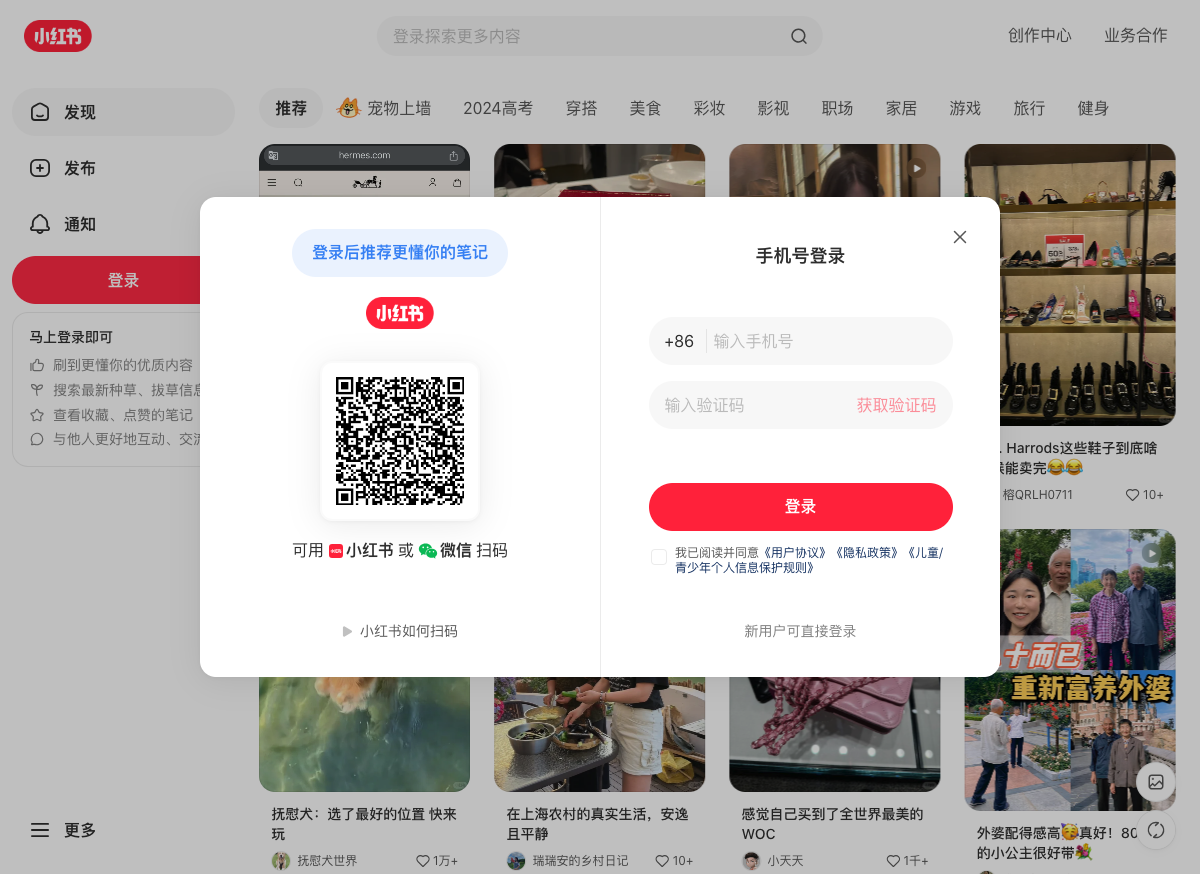 小红书
登录探索更多内容
创作中心
业务合作
发现
发布
通知
登录
马上登录即可
刷到更懂你的优质内容
搜索最新种草、拔草信息
查看收藏、点赞的笔记
与他人更好地互动、交流
更多
推荐
宠物上墙
2024高考
穿搭
美食
彩妆
影视
职场
家居
游戏
旅行
健身
hermes.com
登录后推荐更懂你的笔记
小红书
可用 小红书 或 微信 扫码
小红书如何扫码
手机号登录
+86 输入手机号
输入验证码 获取验证码
登录
我已阅读并同意《用户协议》《隐私政策》《儿童/
青少年个人信息保护规则》
新用户可直接登录
60%
Harrods这些鞋子到底啥
候能卖完😂😂
榕QRLH0711
10+
十而已
重新富养外婆
抚慰犬：选了最好的位置 快来
玩
抚慰犬世界
1万+
在上海农村的真实生活，安逸
且平静
瑞瑞安的乡村日记
10+
感觉自己买到了全世界最美的
WOC
小天天
1千+
外婆配得感高🥳真好！80
的小公主很好带💐